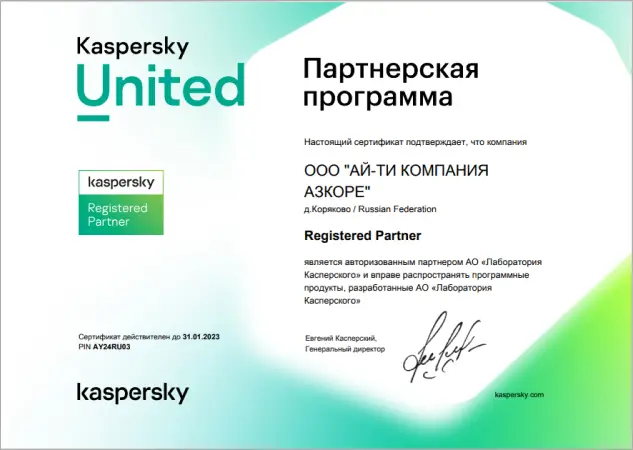 Kaspersky
United
Партнерская
программа
Настоящий сертификат подтверждает, что компания
ООО "АЙ-ТИ КОМПАНИЯ
АЗКОРЕ"
д.Коряково / Russian Federation
kaspersky
Registered
Partner
Registered Partner
является авторизованным партнером АО «Лаборатория
Касперского» и вправе распространять программные
продукты, разработанные АО «Лаборатория
Касперского»
Сертификат действителен до 31.01.2023
PIN AY24RU03
Евгений Касперский,
Генеральный директор
kaspersky
kaspersky.com